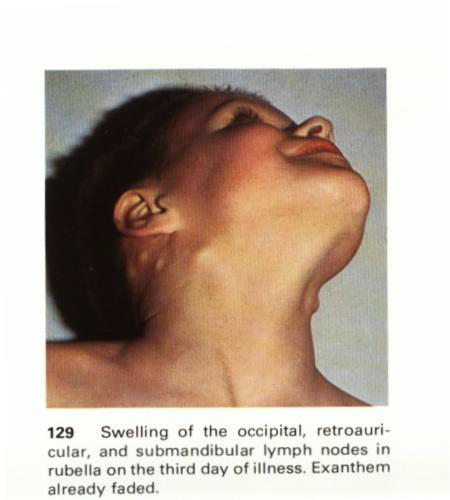 129 Swelling of the occipital, retroauri-
cular, and submandibular lymph nodes in
rubella on the third day of illness. Exanthem
already faded.